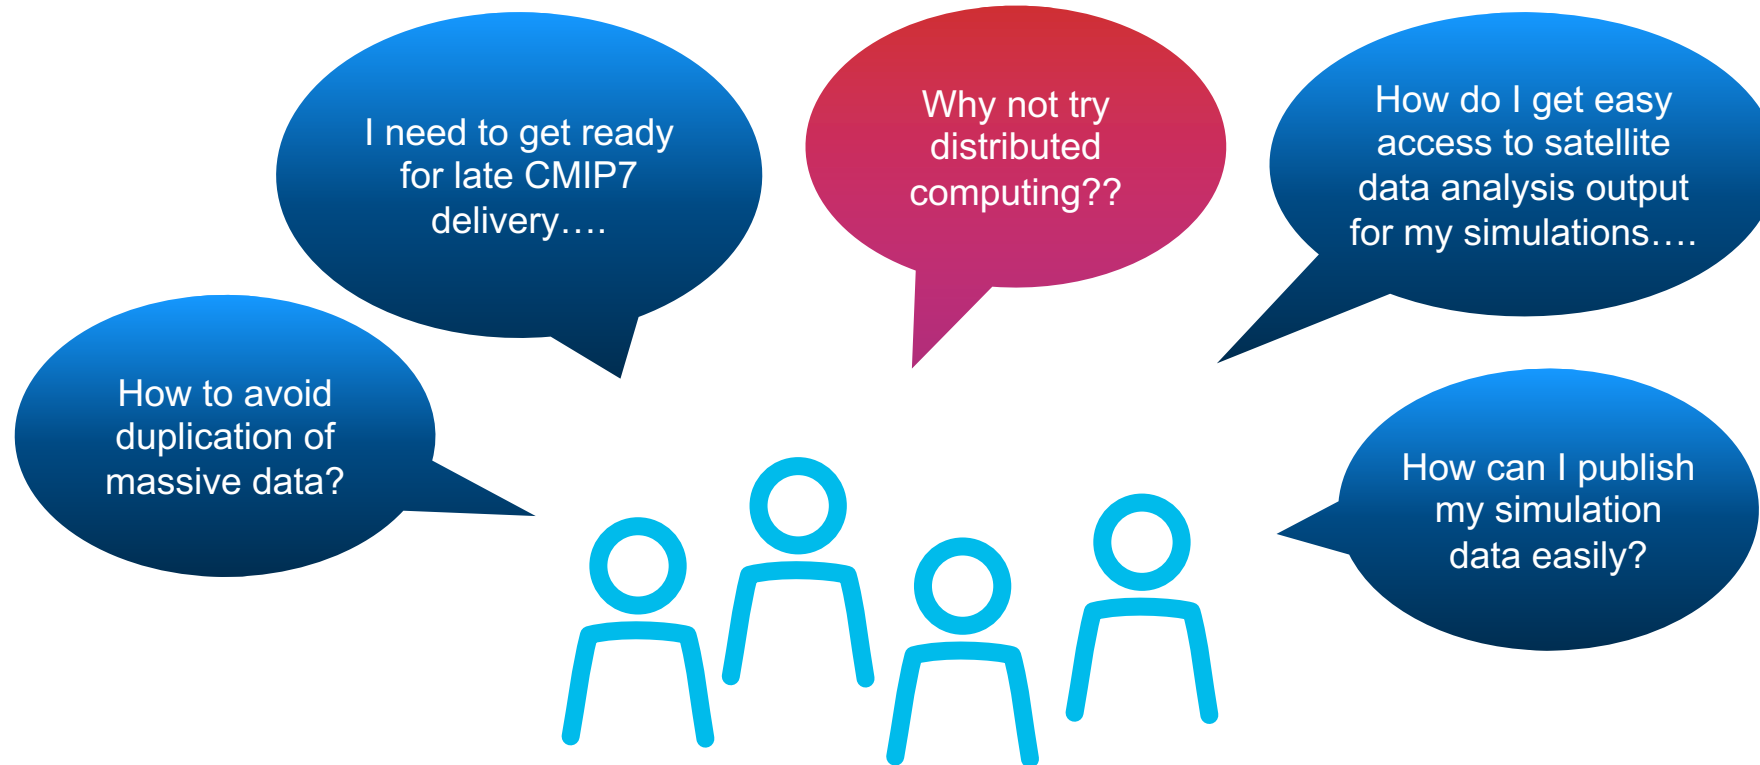 I need to get ready
for late CMIP7
delivery….
Why not try
distributed
computing??
How do I get easy
access to satellite
data analysis output
for my simulations….
How to avoid
duplication of
massive data?
How can I publish
my simulation
data easily?